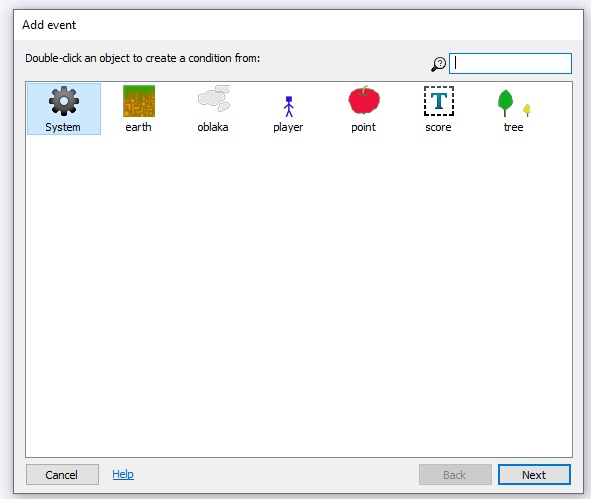 Add event
Double-click an object to create a condition from:
T
System earth oblaka player point score tree
Cancel Help Back Next